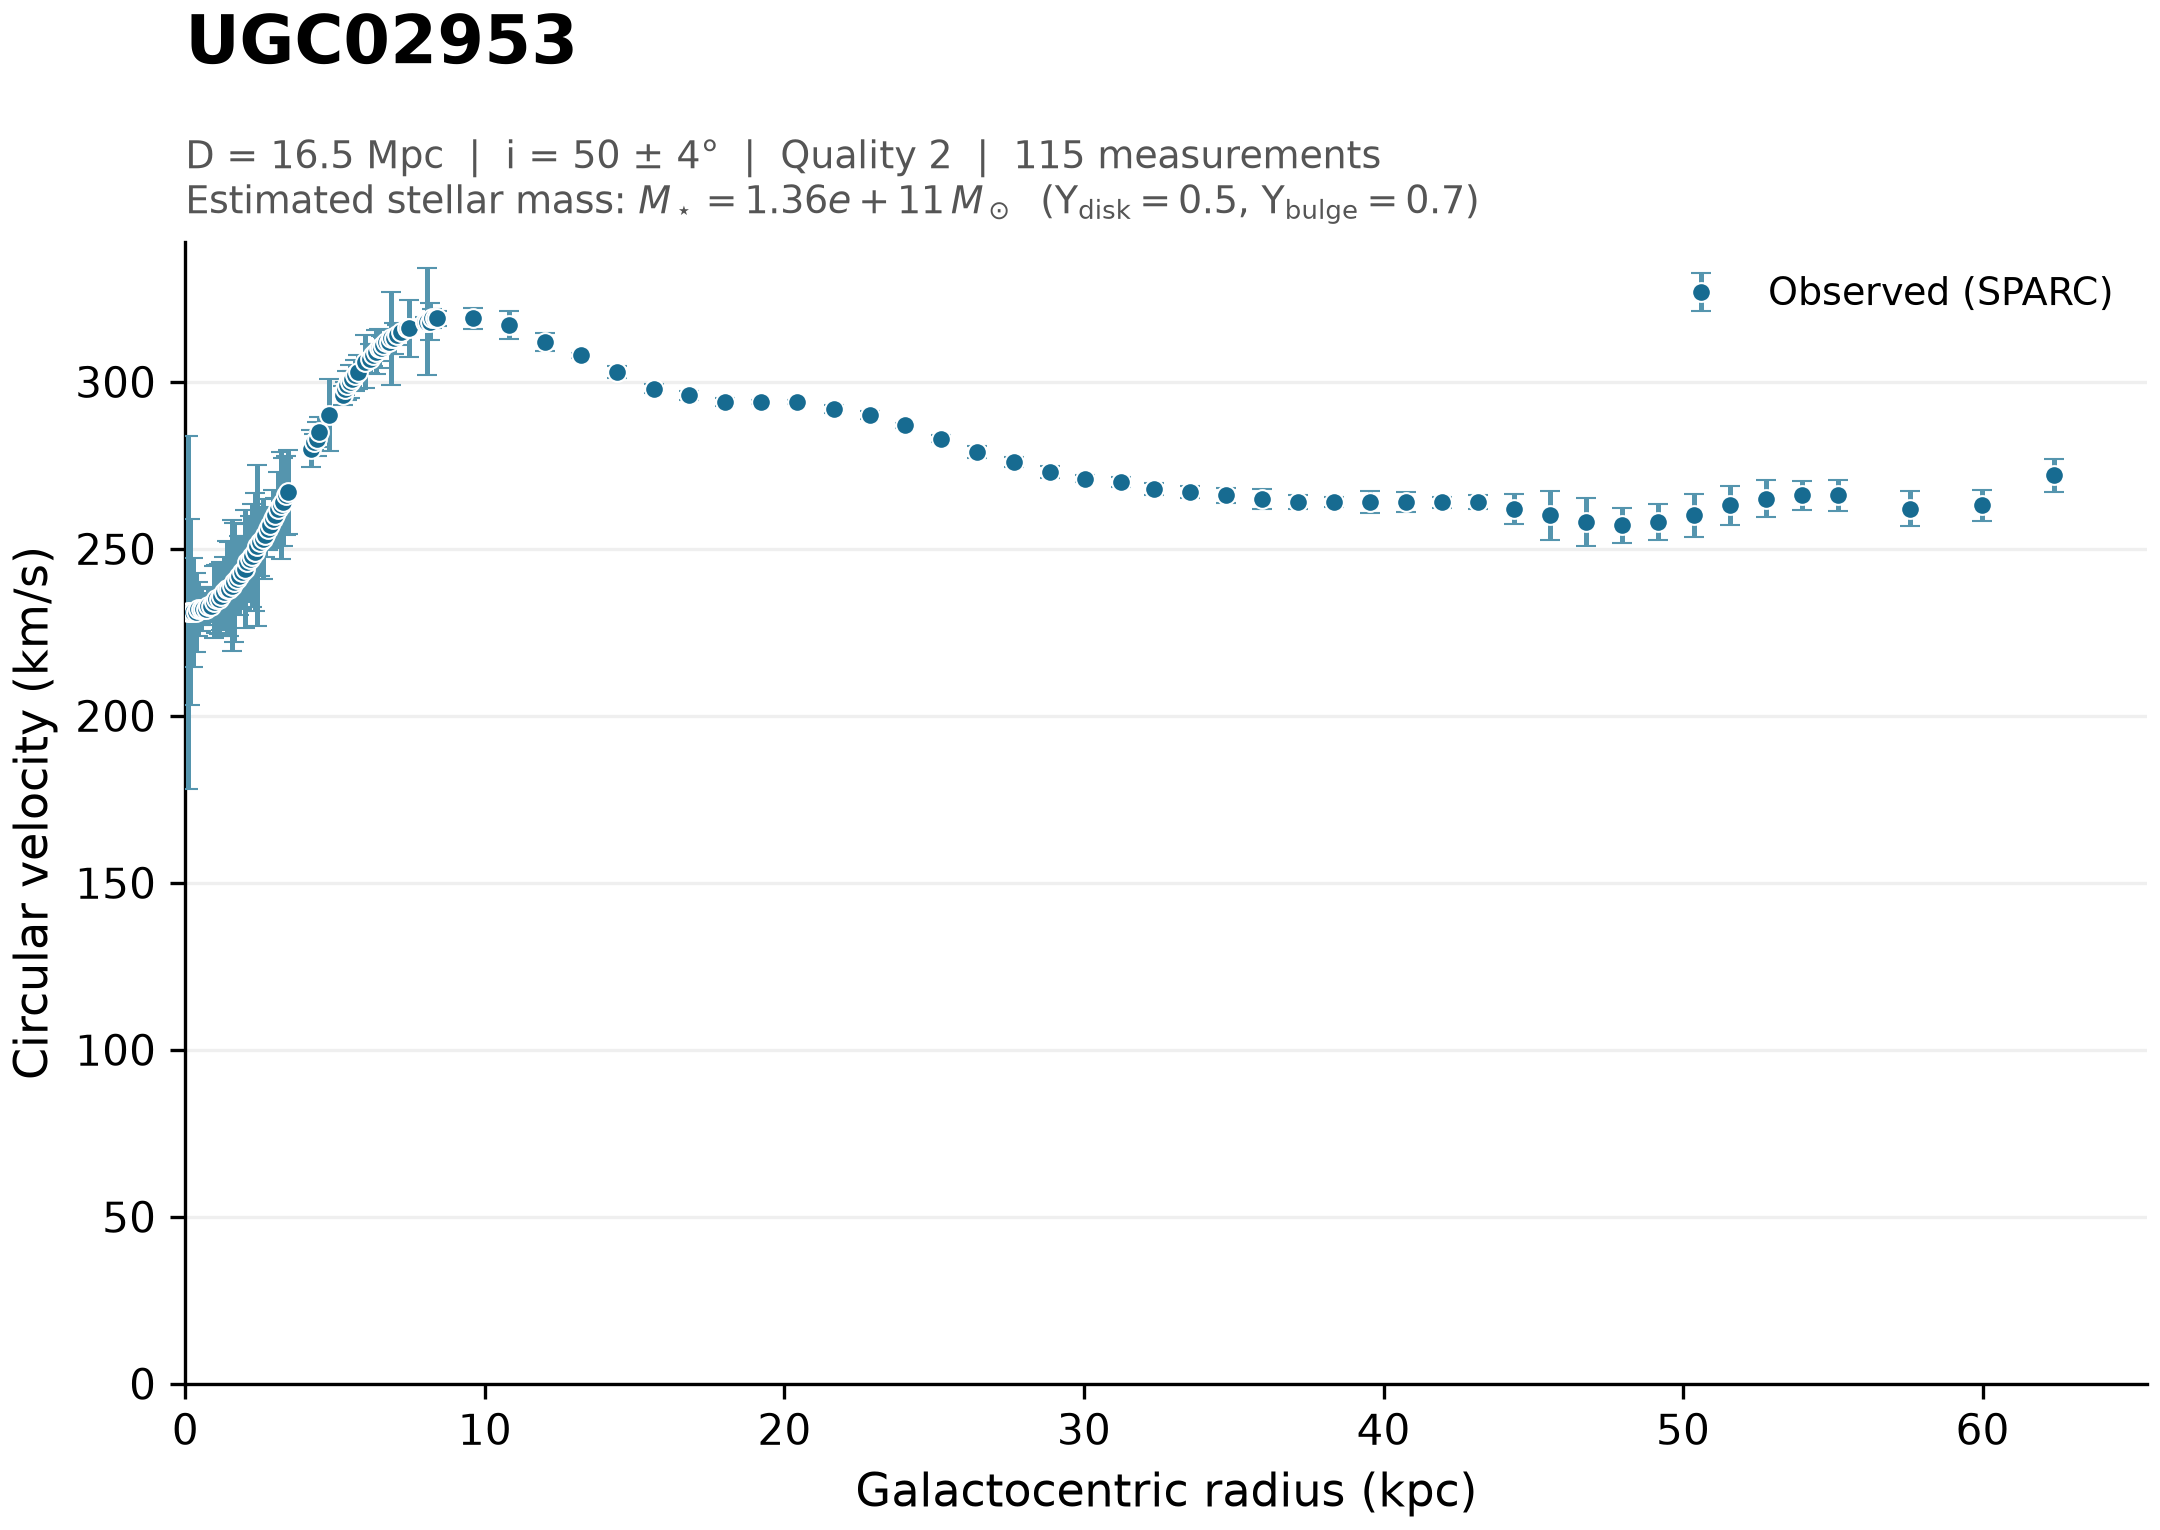 UGC02953
D = 16.5 Mpc | i = 50 ± 4° | Quality 2 | 115 measurements
Estimated stellar mass: M⋆ = 1.36e + 11 M⊙ (Υdisk = 0.5, Υbulge = 0.7)
Observed (SPARC)
Circular velocity (km/s)
300
250
200
150
100
50
0
0 10 20 30 40 50 60
Galactocentric radius (kpc)